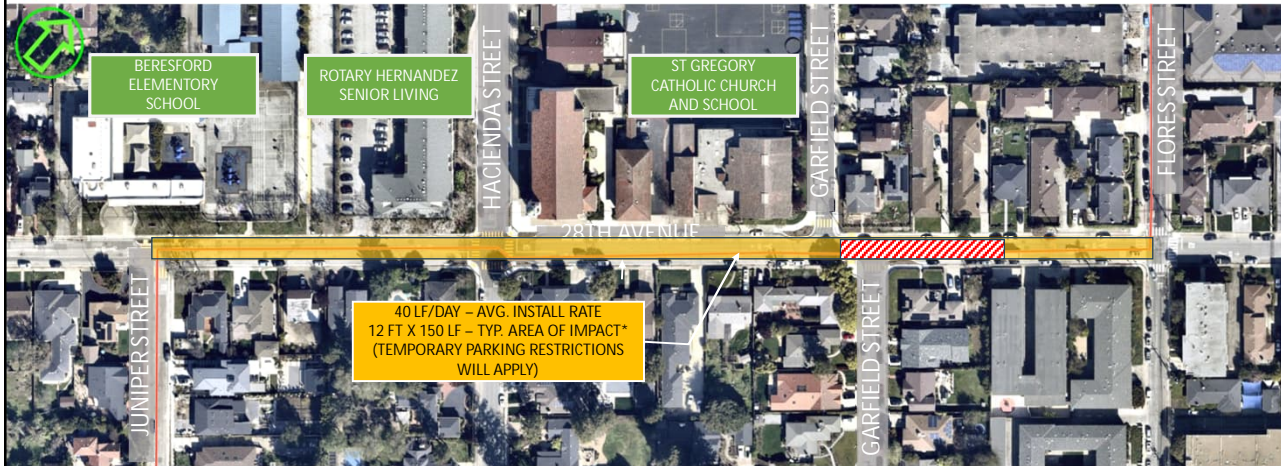 BERESFORD
ELEMENTARY
SCHOOL
ROTARY HERNANDEZ
SENIOR LIVING
HACIENDA STREET
ST GREGORY
CATHOLIC CHURCH
AND SCHOOL
GARFIELD STREET
FLORES STREET
28TH AVENUE
JUNIPER STREET
40 LF/DAY – AVG. INSTALL RATE
12 FT X 150 LF – TYP. AREA OF IMPACT*
(TEMPORARY PARKING RESTRICTIONS
WILL APPLY)
GARFIELD STREET